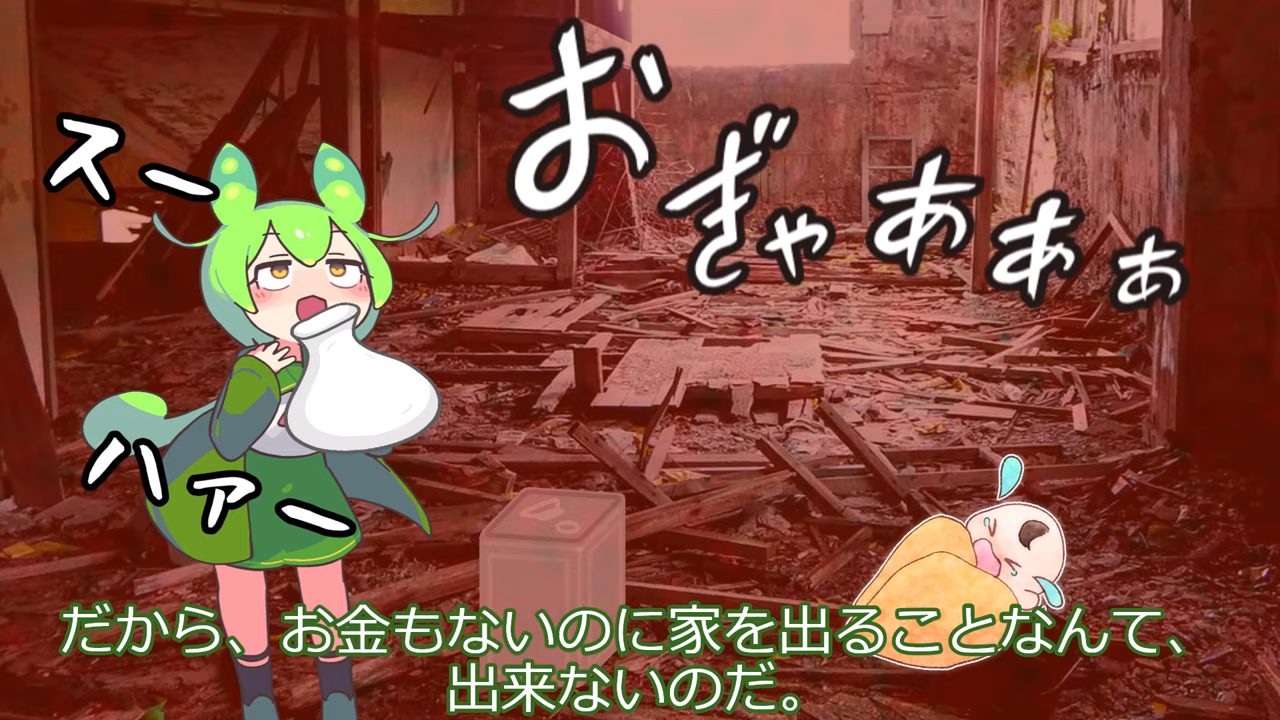 おぎゃあぁぁ
スー
ハァー
だから、お金もないのに家を出ることなんて、
出来ないのだ。